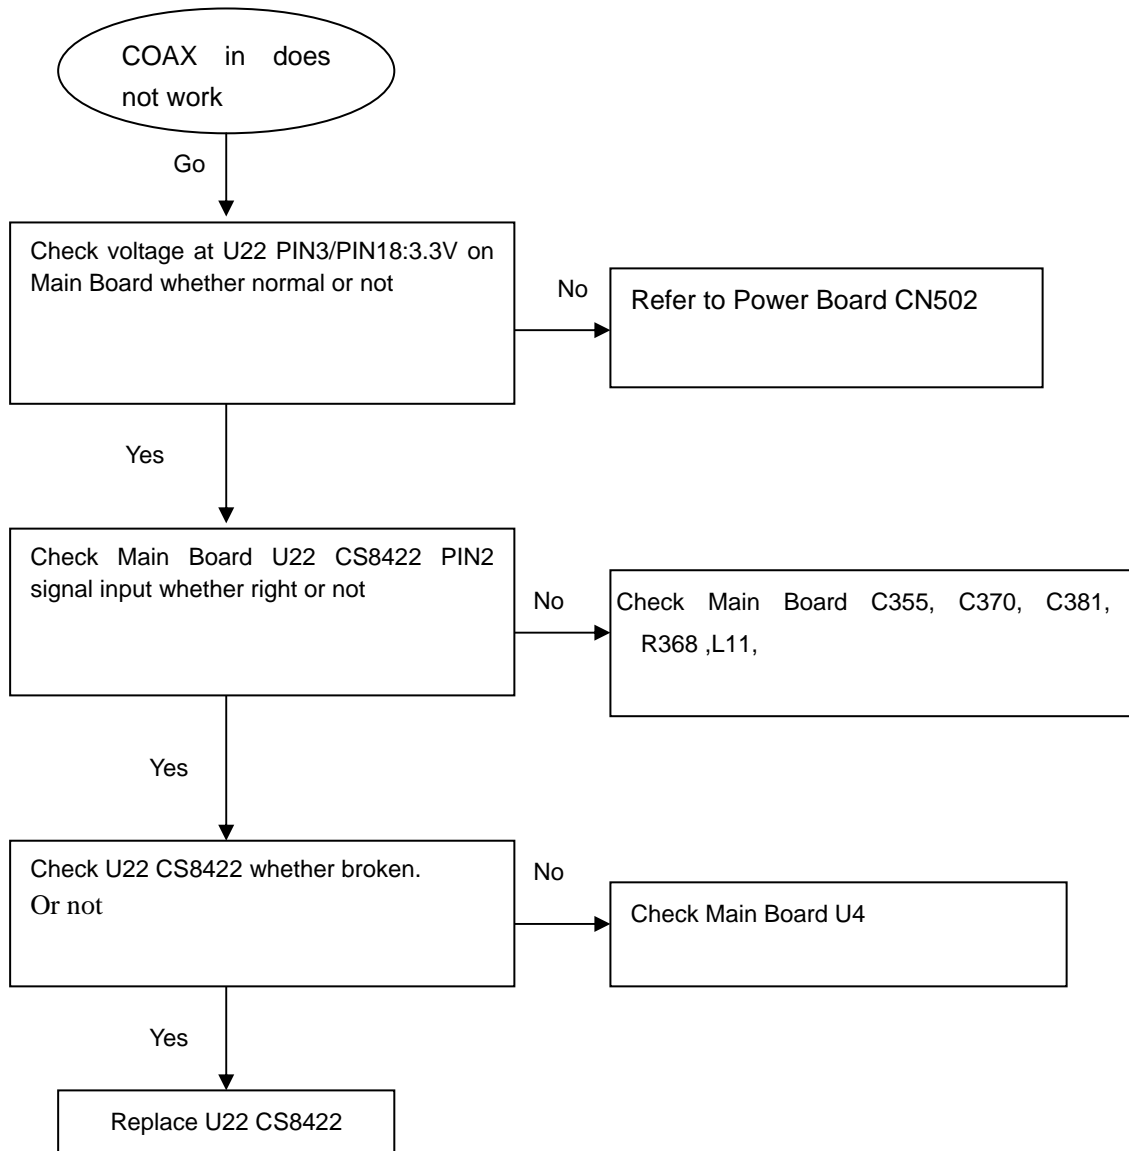 COAX in does
not work
Go
Check voltage at U22 PIN3/PIN18:3.3V on
Main Board whether normal or not
No
Refer to Power Board CN502
Yes
Check Main Board U22 CS8422 PIN2
signal input whether right or not
No
Check Main Board C355, C370, C381,
R368 ,L11,
Yes
Check U22 CS8422 whether broken.
Or not
No
Check Main Board U4
Yes
Replace U22 CS8422